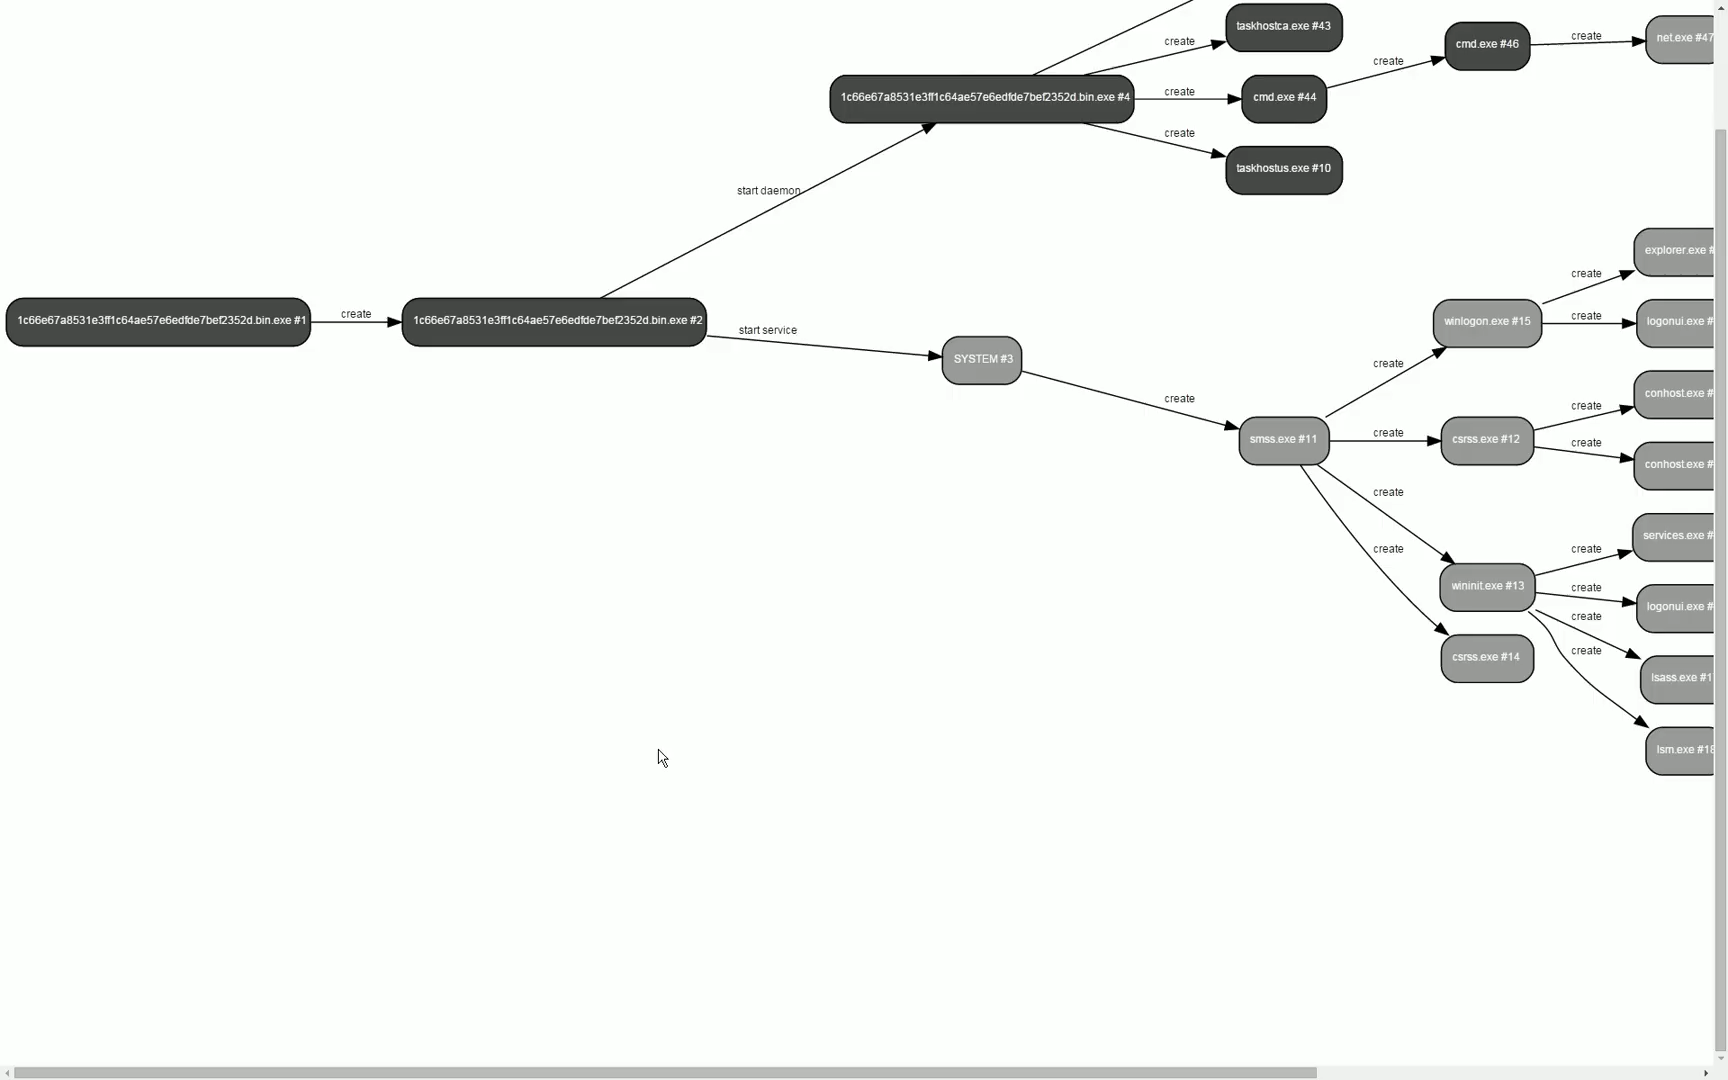 taskhostca.exe #43
create
cmd.exe #46
create
net.exe #47
create
1c66e67a8531e3ff1c64ae57e6edfde7bef2352d.bin.exe #4
create
cmd.exe #44
create
taskhostus.exe #10
start daemon
explorer.exe #
create
1c66e67a8531e3ff1c64ae57e6edfde7bef2352d.bin.exe #1
create
1c66e67a8531e3ff1c64ae57e6edfde7bef2352d.bin.exe #2
start service
SYSTEM #3
winlogon.exe #15
create
logonui.exe #
create
create
conhost.exe #
create
smss.exe #11
create
csrss.exe #12
create
conhost.exe #
create
services.exe #
create
create
wininit.exe #13
create
logonui.exe #
create
create
csrss.exe #14
lsass.exe #1
lsm.exe #18